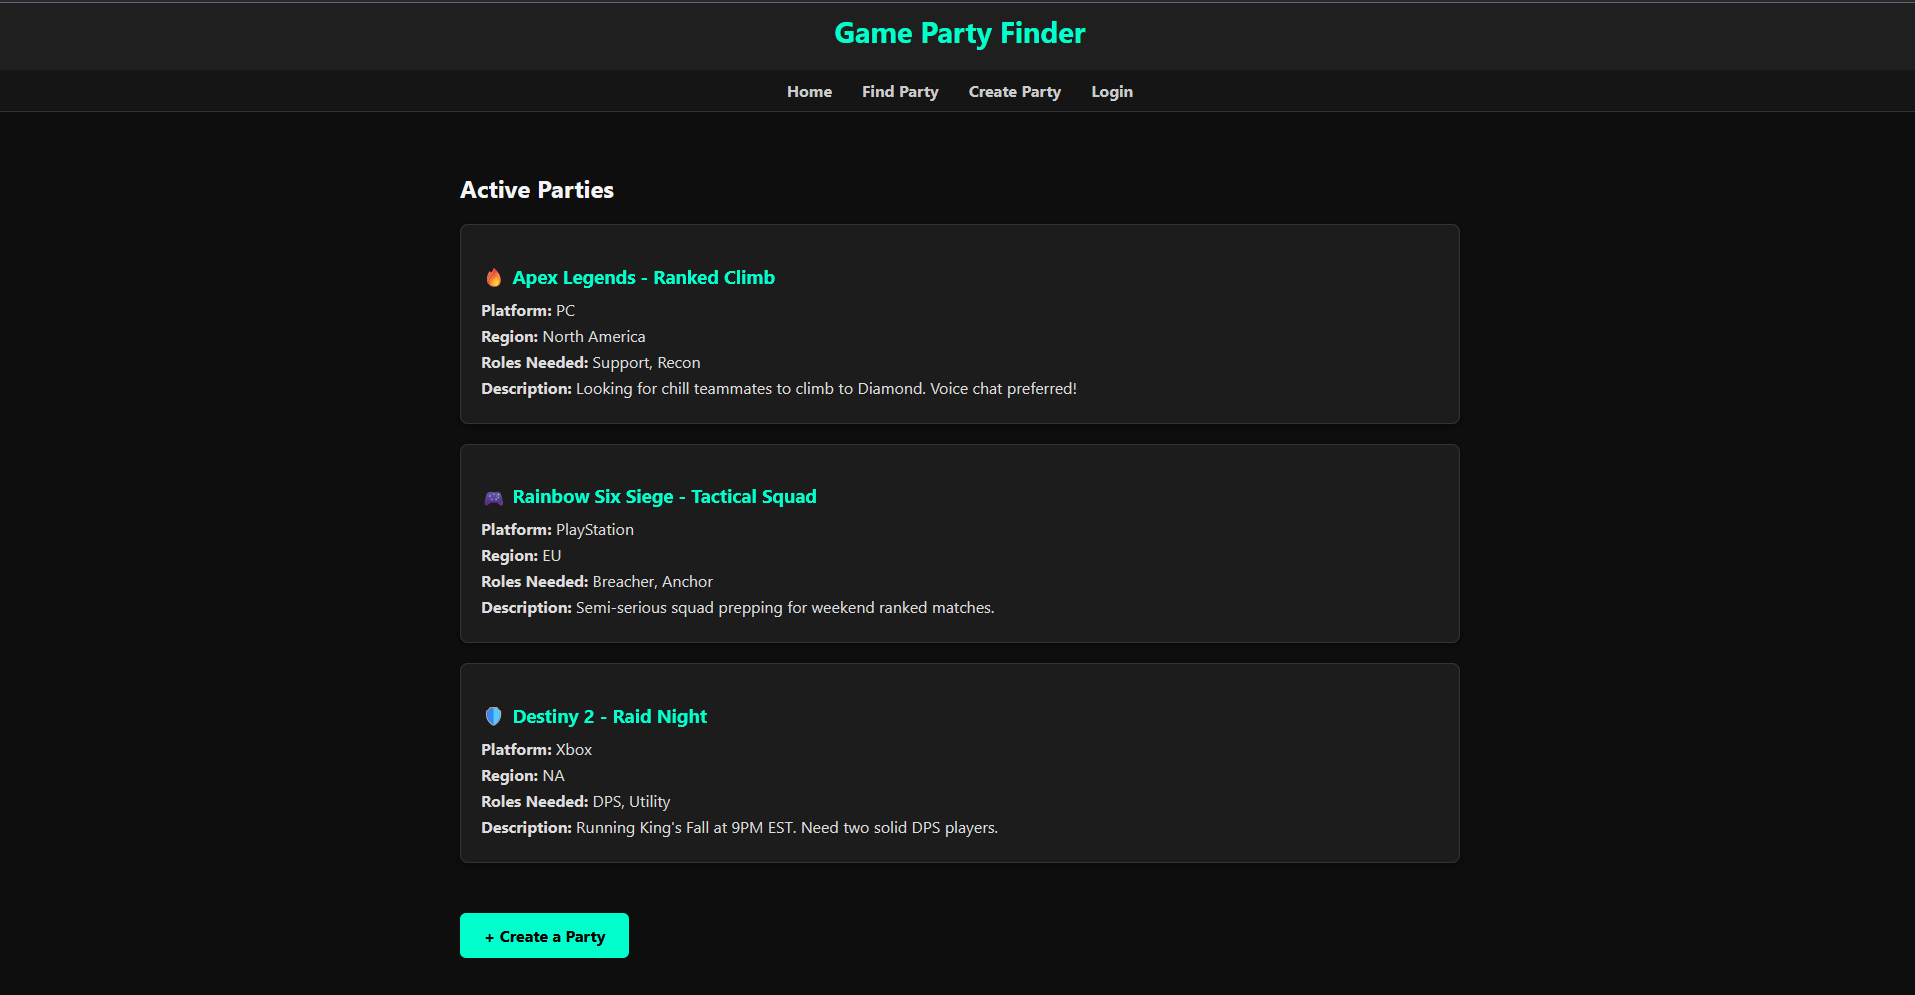 Game Party Finder
Home Find Party Create Party Login
Active Parties
🔥 Apex Legends - Ranked Climb
Platform: PC
Region: North America
Roles Needed: Support, Recon
Description: Looking for chill teammates to climb to Diamond. Voice chat preferred!
🎮 Rainbow Six Siege - Tactical Squad
Platform: PlayStation
Region: EU
Roles Needed: Breacher, Anchor
Description: Semi-serious squad prepping for weekend ranked matches.
🛡️ Destiny 2 - Raid Night
Platform: Xbox
Region: NA
Roles Needed: DPS, Utility
Description: Running King's Fall at 9PM EST. Need two solid DPS players.
+ Create a Party